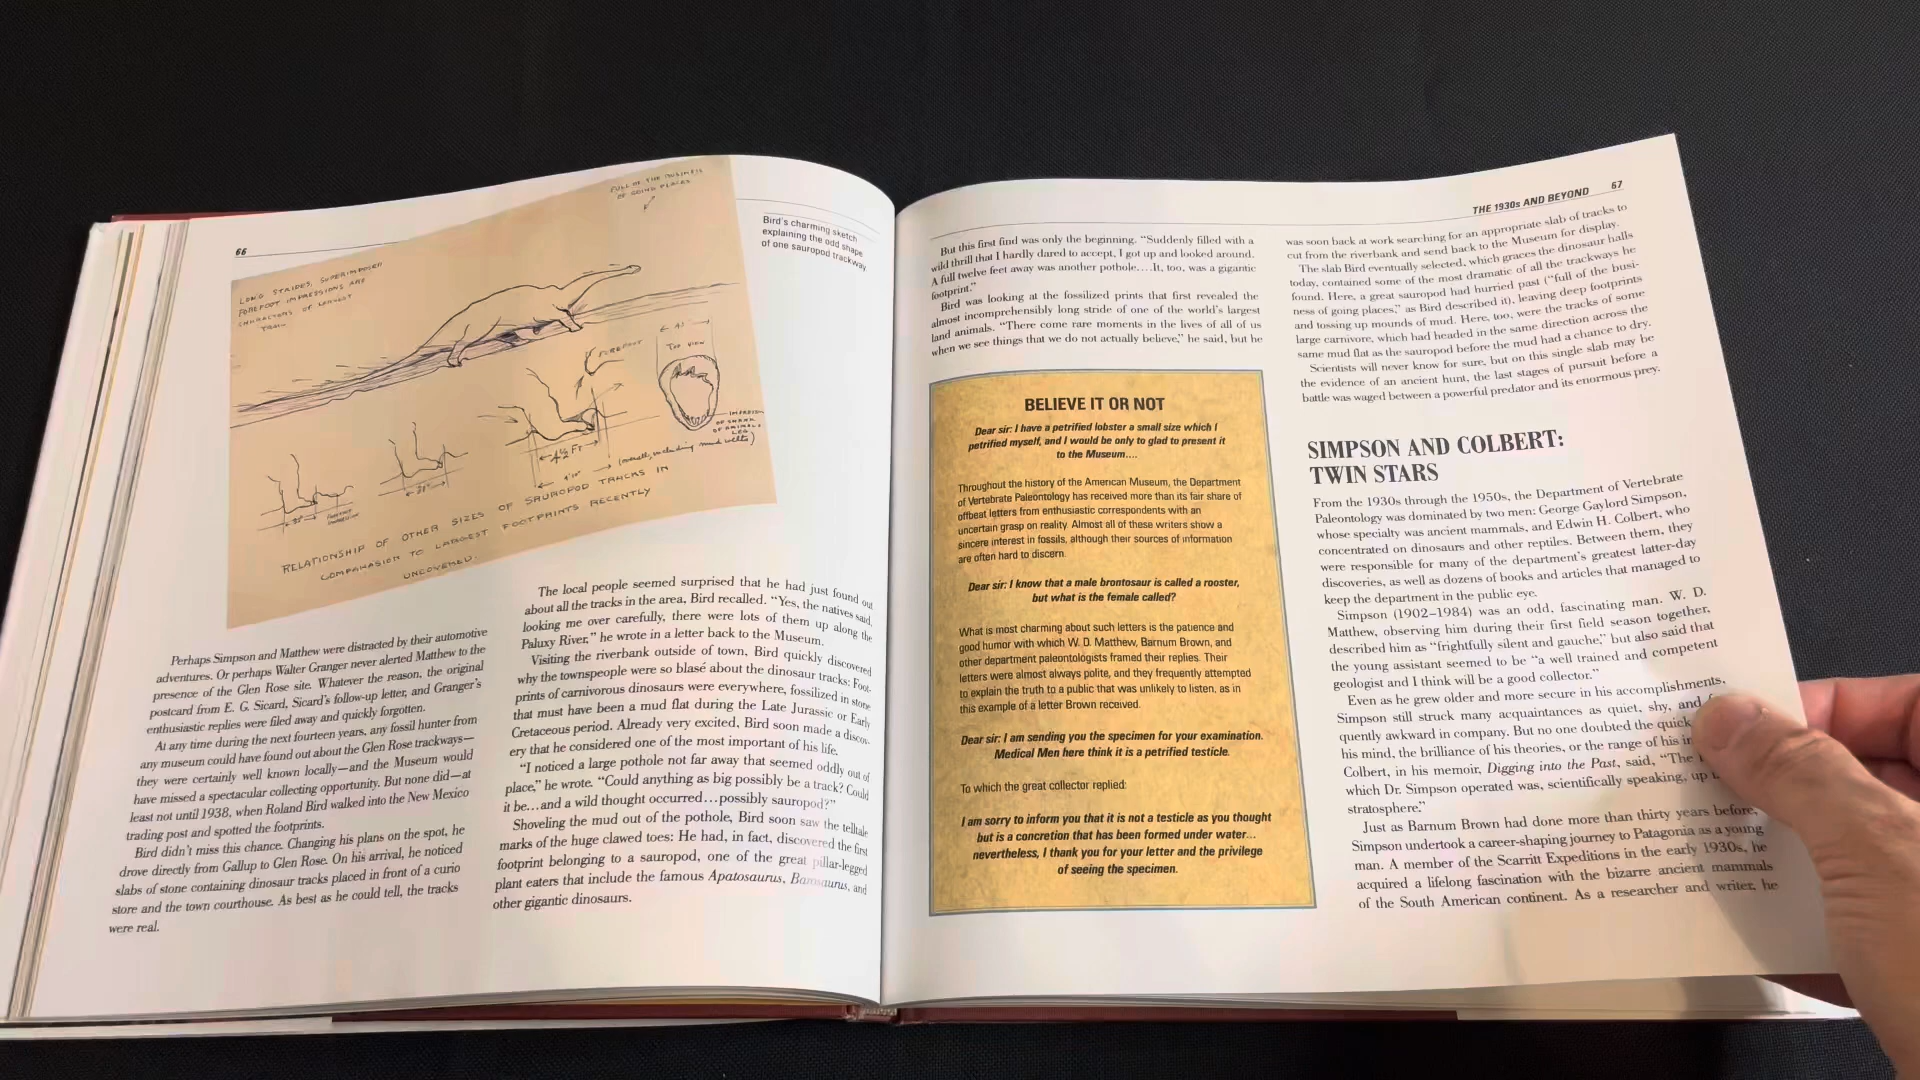 66
LONG STRIDES, SUPERIMPOSED
FOREFOOT IMPRESSIONS ARE
CHARACTORS OF LARGEST
TRAIL
FULL OF THE BUSINESS
OF GOING PLACES
FOREFOOT
4'
TOP VIEW
OF ANIMALS
LEG
4½ FT
(overall, including mud welts)
RELATIONSHIP OF OTHER SIZES OF SAUROPOD TRACKS IN
COMPARASION TO LARGEST FOOTPRINTS RECENTLY
UNCOVERED.
Bird's charming sketch
explaining the odd shape
of one sauropod trackway
Perhaps Simpson and Matthew were distracted by their automotive
adventures. Or perhaps Walter Granger never alerted Matthew to the
presence of the Glen Rose site. Whatever the reason, the original
postcard from E. G. Sicard, Sicard's follow-up letter, and Granger's
enthusiastic replies were filed away and quickly forgotten.
At any time during the next fourteen years, any fossil hunter from
any museum could have found out about the Glen Rose trackways—
they were certainly well known locally—and the Museum would
have missed a spectacular collecting opportunity. But none did—at
least not until 1938, when Roland Bird walked into the New Mexico
trading post and spotted the footprints.
Bird didn't miss this chance. Changing his plans on the spot, he
drove directly from Gallup to Glen Rose. On his arrival, he noticed
slabs of stone containing dinosaur tracks placed in front of a curio
store and the town courthouse. As best as he could tell, the tracks
were real.
The local people seemed surprised that he had just found out
about all the tracks in the area, Bird recalled. "Yes, the natives said,
looking me over carefully, there were lots of them up along the
Paluxy River," he wrote in a letter back to the Museum.
Visiting the riverbank outside of town, Bird quickly discovered
why the townspeople were so blasé about the dinosaur tracks: Foot-
prints of carnivorous dinosaurs were everywhere, fossilized in stone
that must have been a mud flat during the Late Jurassic or Early
Cretaceous period. Already very excited, Bird soon made a discov-
ery that he considered one of the most important of his life.
"I noticed a large pothole not far away that seemed oddly out of
place," he wrote. "Could anything as big possibly be a track? Could
it be...and a wild thought occurred...possibly sauropod?"
Shoveling the mud out of the pothole, Bird soon saw the telltale
marks of the huge clawed toes: He had, in fact, discovered the first
footprint belonging to a sauropod, one of the great pillar-legged
plant eaters that include the famous Apatosaurus, Barosaurus, and
other gigantic dinosaurs.
THE 1930s AND BEYOND 67
But this first find was only the beginning. "Suddenly filled with a
wild thrill that I hardly dared to accept, I got up and looked around.
A full twelve feet away was another pothole....It, too, was a gigantic
footprint."
Bird was looking at the fossilized prints that first revealed the
almost incomprehensibly long stride of one of the world's largest
land animals. "There come rare moments in the lives of all of us
when we see things that we do not actually believe," he said, but he
BELIEVE IT OR NOT
Dear sir: I have a petrified lobster a small size which I
petrified myself, and I would be only to glad to present it
to the Museum....
Throughout the history of the American Museum, the Department
of Vertebrate Paleontology has received more than its fair share of
offbeat letters from enthusiastic correspondents with an
uncertain grasp on reality. Almost all of these writers show a
sincere interest in fossils, although their sources of information
are often hard to discern.
Dear sir: I know that a male brontosaur is called a rooster,
but what is the female called?
What is most charming about such letters is the patience and
good humor with which W. D. Matthew, Barnum Brown, and
other department paleontologists framed their replies. Their
letters were almost always polite, and they frequently attempted
to explain the truth to a public that was unlikely to listen, as in
this example of a letter Brown received.
Dear sir: I am sending you the specimen for your examination.
Medical Men here think it is a petrified testicle.
To which the great collector replied:
I am sorry to inform you that it is not a testicle as you thought
but is a concretion that has been formed under water...
nevertheless, I thank you for your letter and the privilege
of seeing the specimen.
was soon back at work searching for an appropriate slab of tracks to
cut from the riverbank and send back to the Museum for display.
The slab Bird eventually selected, which graces the dinosaur halls
today, contained some of the most dramatic of all the trackways he
found. Here, a great sauropod had hurried past ("full of the busi-
ness of going places," as Bird described it), leaving deep footprints
and tossing up mounds of mud. Here, too, were the tracks of some
large carnivore, which had headed in the same direction across the
same mud flat as the sauropod before the mud had a chance to dry.
Scientists will never know for sure, but on this single slab may be
the evidence of an ancient hunt, the last stages of pursuit before a
battle was waged between a powerful predator and its enormous prey.
SIMPSON AND COLBERT:
TWIN STARS
From the 1930s through the 1950s, the Department of Vertebrate
Paleontology was dominated by two men: George Gaylord Simpson,
whose specialty was ancient mammals, and Edwin H. Colbert, who
concentrated on dinosaurs and other reptiles. Between them, they
were responsible for many of the department's greatest latter-day
discoveries, as well as dozens of books and articles that managed to
keep the department in the public eye.
Simpson (1902–1984) was an odd, fascinating man. W. D.
Matthew, observing him during their first field season together,
described him as "frightfully silent and gauche," but also said that
the young assistant seemed to be "a well trained and competent
geologist and I think will be a good collector."
Even as he grew older and more secure in his accomplishments,
Simpson still struck many acquaintances as quiet, shy, and
quently awkward in company. But no one doubted the quick
his mind, the brilliance of his theories, or the range of his
Colbert, in his memoir, Digging into the Past, said, "The
which Dr. Simpson operated was, scientifically speaking, up
stratosphere."
Just as Barnum Brown had done more than thirty years before,
Simpson undertook a career-shaping journey to Patagonia as a young
man. A member of the Scarritt Expeditions in the early 1930s, he
acquired a lifelong fascination with the bizarre ancient mammals
of the South American continent. As a researcher and writer, he